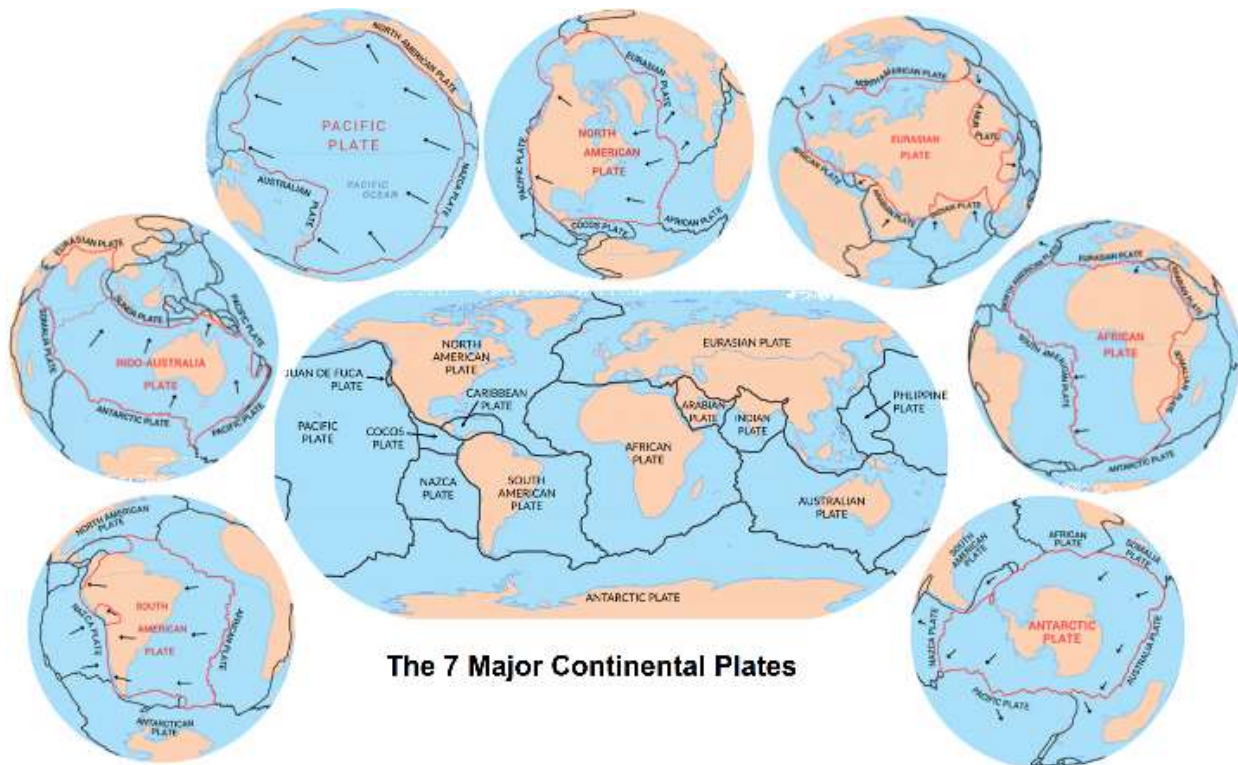 NORTH AMERICAN PLATE
PACIFIC
PLATE
PACIFIC
OCEAN
AUSTRALIAN
PLATE
NAZCA PLATE
EURASIAN
PLATE
NORTH
AMERICAN
PLATE
PACIFIC PLATE
COCOS PLATE
AFRICAN PLATE
NORTH AMERICAN PLATE
AMUR
PLATE
EURASIAN
PLATE
AFRICAN PLATE
ARABIAN PLATE
INDIAN PLATE
EURASIAN PLATE
SUNDA PLATE
PACIFIC PLATE
SOMALIA PLATE
INDO-AUSTRALIA
PLATE
ANTARCTIC PLATE
PACIFIC PLATE
NORTH AMERICAN PLATE
EURASIAN PLATE
ARABIAN PLATE
AFRICAN
PLATE
SOUTH AMERICAN PLATE
SOMALIAN PLATE
ANTARCTIC PLATE
NORTH
AMERICAN
PLATE
EURASIAN PLATE
JUAN DE FUCA
PLATE
CARIBBEAN
PLATE
ARABIAN
PLATE
INDIAN
PLATE
PHLIPPINE
PLATE
PACIFIC
PLATE
COCOS
PLATE
AFRICAN
PLATE
NAZCA
PLATE
SOUTH
AMERICAN
PLATE
AUSTRALIAN
PLATE
ANTARCTIC PLATE
NORTH AMERICAN
PLATE
NAZCA PLATE
SOUTH
AMERICAN
PLATE
AFRICAN PLATE
ANTARCTICAN
PLATE
The 7 Major Continental Plates
SOUTH
AMERICAN
PLATE
AFRICAN
PLATE
SOMALIA
PLATE
NAZCA PLATE
ANTARCTIC
PLATE
AUSTRALIA PLATE
PACIFIC PLATE